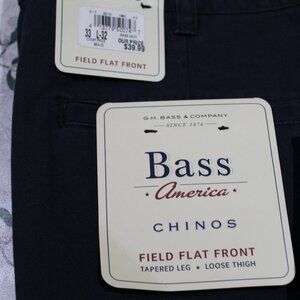 33 L-32
OUR PRICE
$39.99
FIELD FLAT FRONT
G.H. BASS & COMPANY
SINCE 1876
Bass
America
CHINOS
FIELD FLAT FRONT
TAPERED LEG • LOOSE THIGH